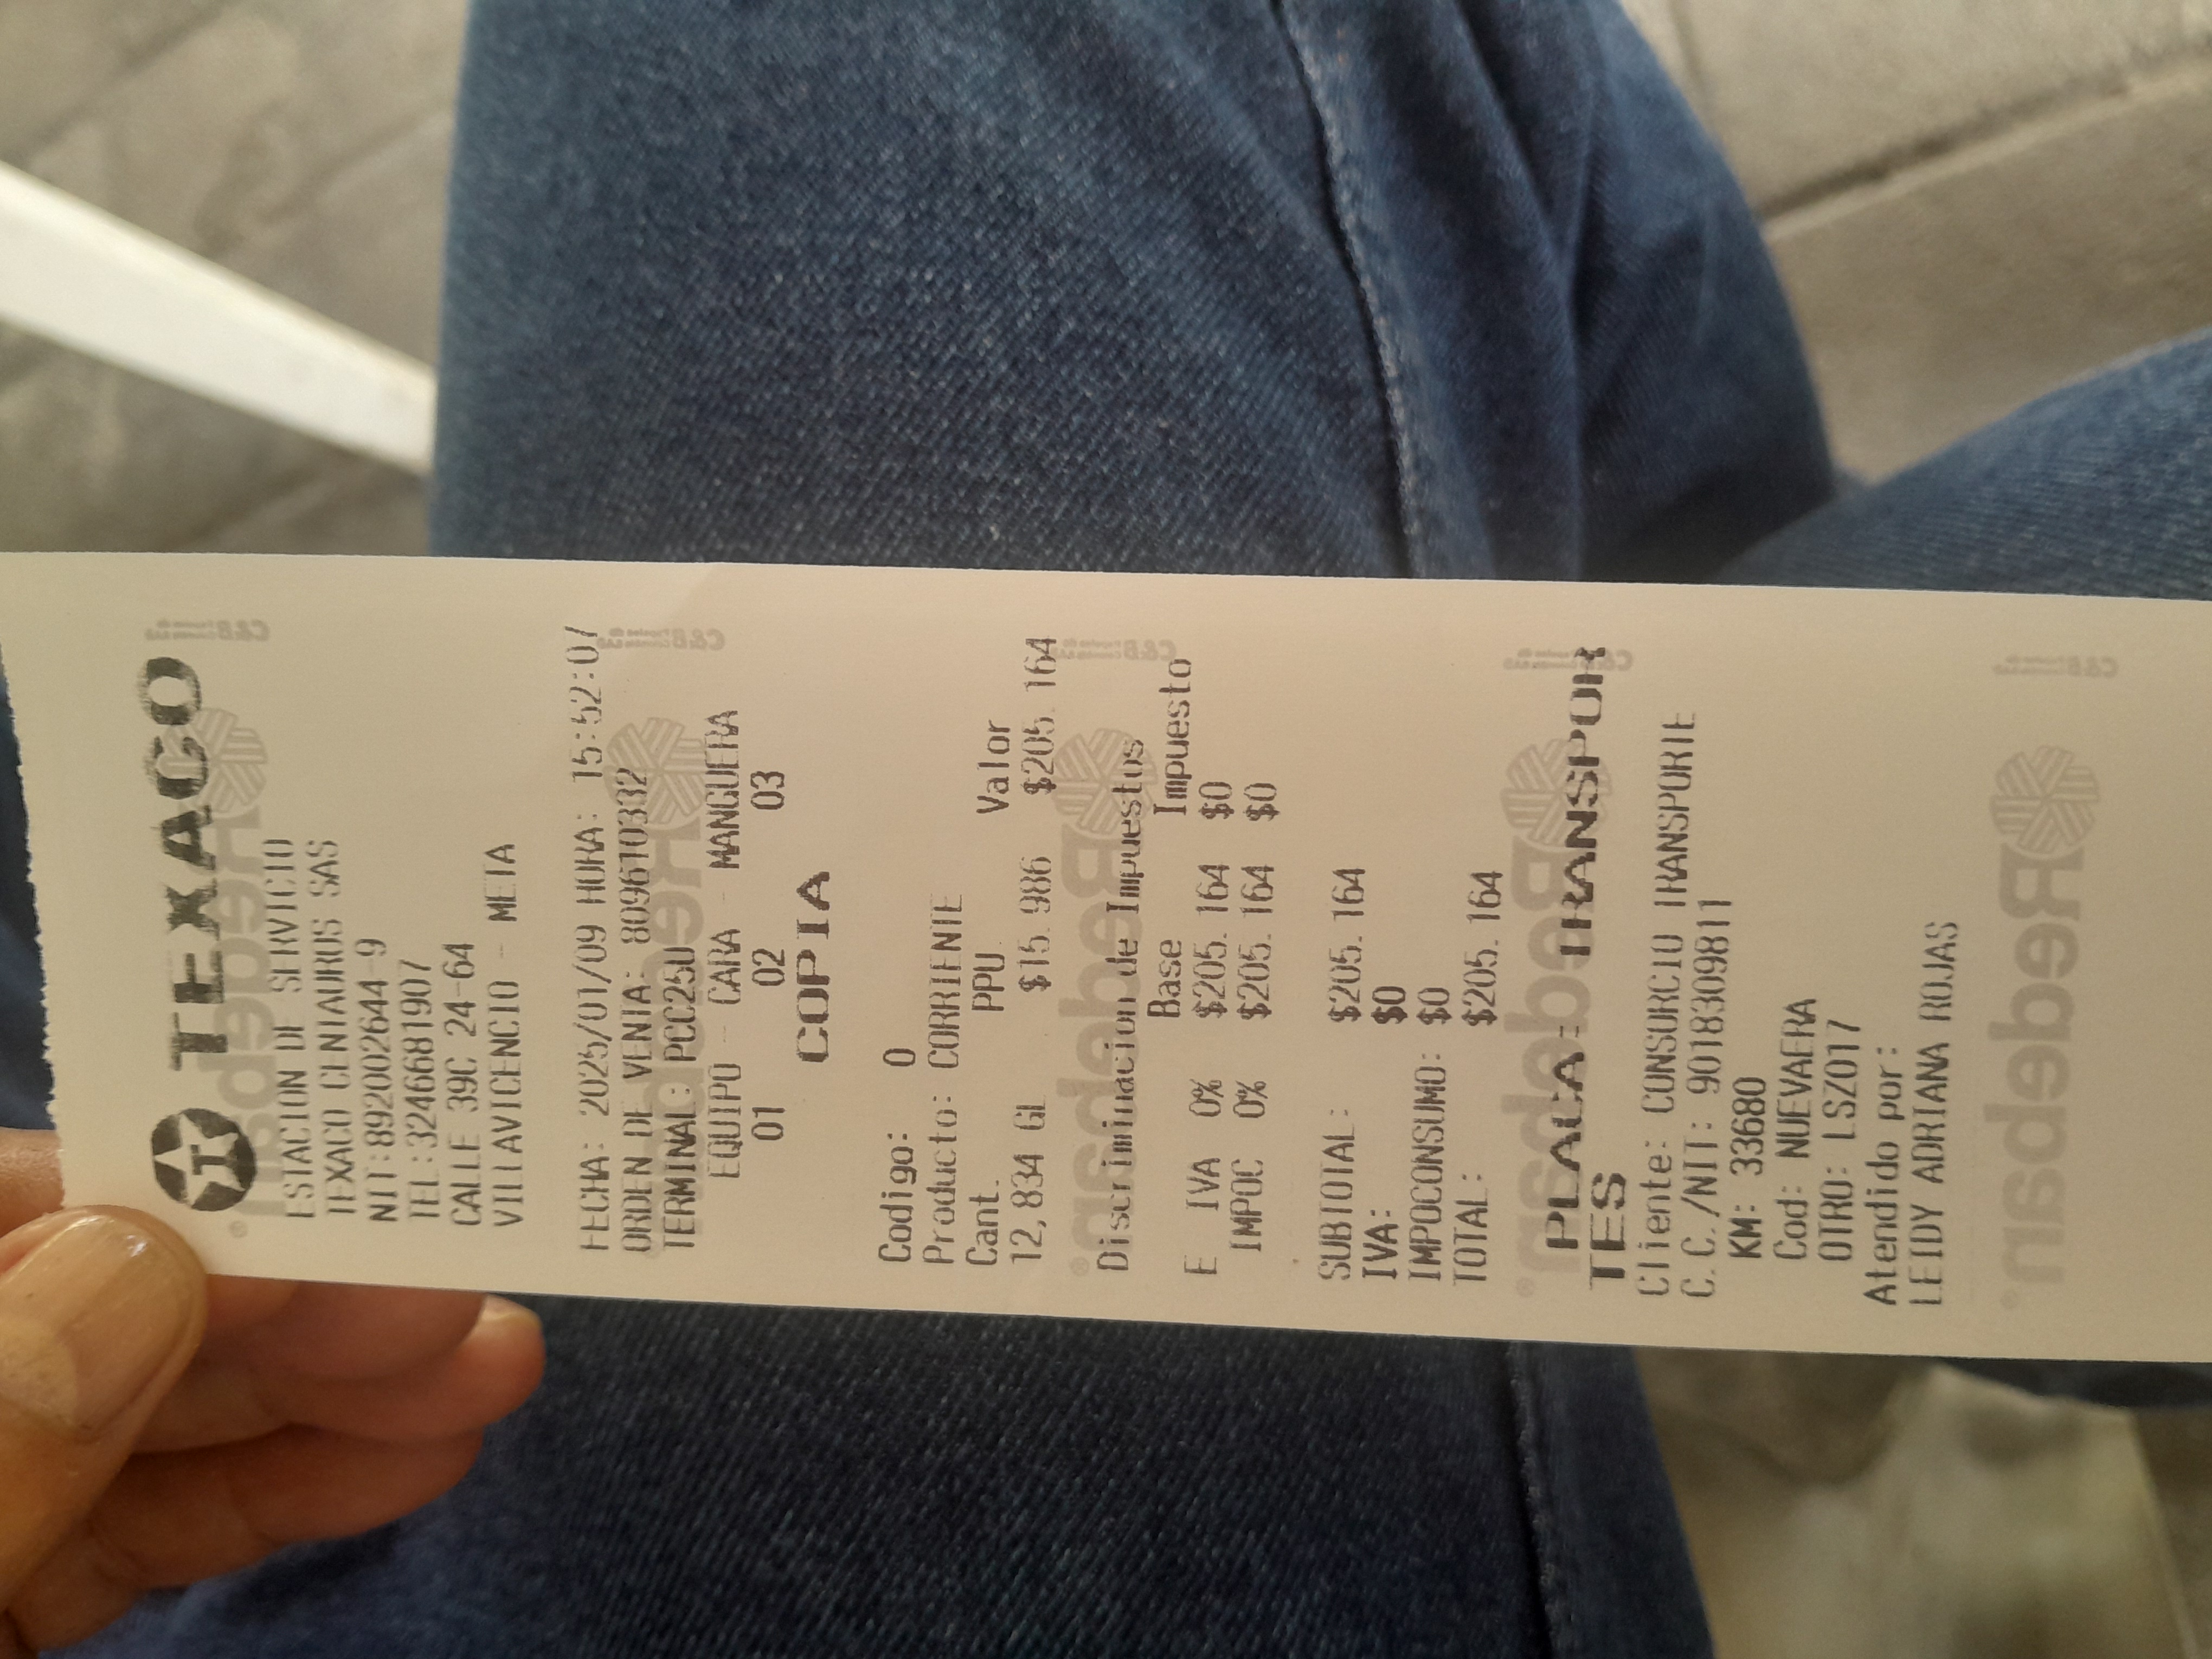 TEXACO
ESTACION DE SERVICIO
TEXACO CENTAURUS SAS
NIT:892002644-9
TEL:3246681907
CALLE 39C 24-64
VILLAVICENCIO - META
FECHA: 2025/01/09 HORA: 15:52:07
ORDEN DE VENTA: 8096610332
TERMINAL: PCC250
EQUIPO - CARA - MANGUERA
01 02 03
COPIA
Codigo: 0
Producto: CORRIENTE
Cant. PPU Valor
12,834 GL $15.986 $205.164
Discriminacion de Impuestos
Base Impuesto
E IVA 0% $205.164 $0
IMPOC 0% $205.164 $0
SUBTOTAL: $205.164
IVA: $0
IMPOCONSUMO: $0
TOTAL: $205.164
PLACA: TRANSPOR
TES
Cliente: CONSORCIO TRANSPORTE
C.C./NIT: 9018309811
KM: 33680
Cod: NUEVAERA
OTRO: LSZ017
Atendido por:
LEIDY ADRIANA ROJAS
Redeban